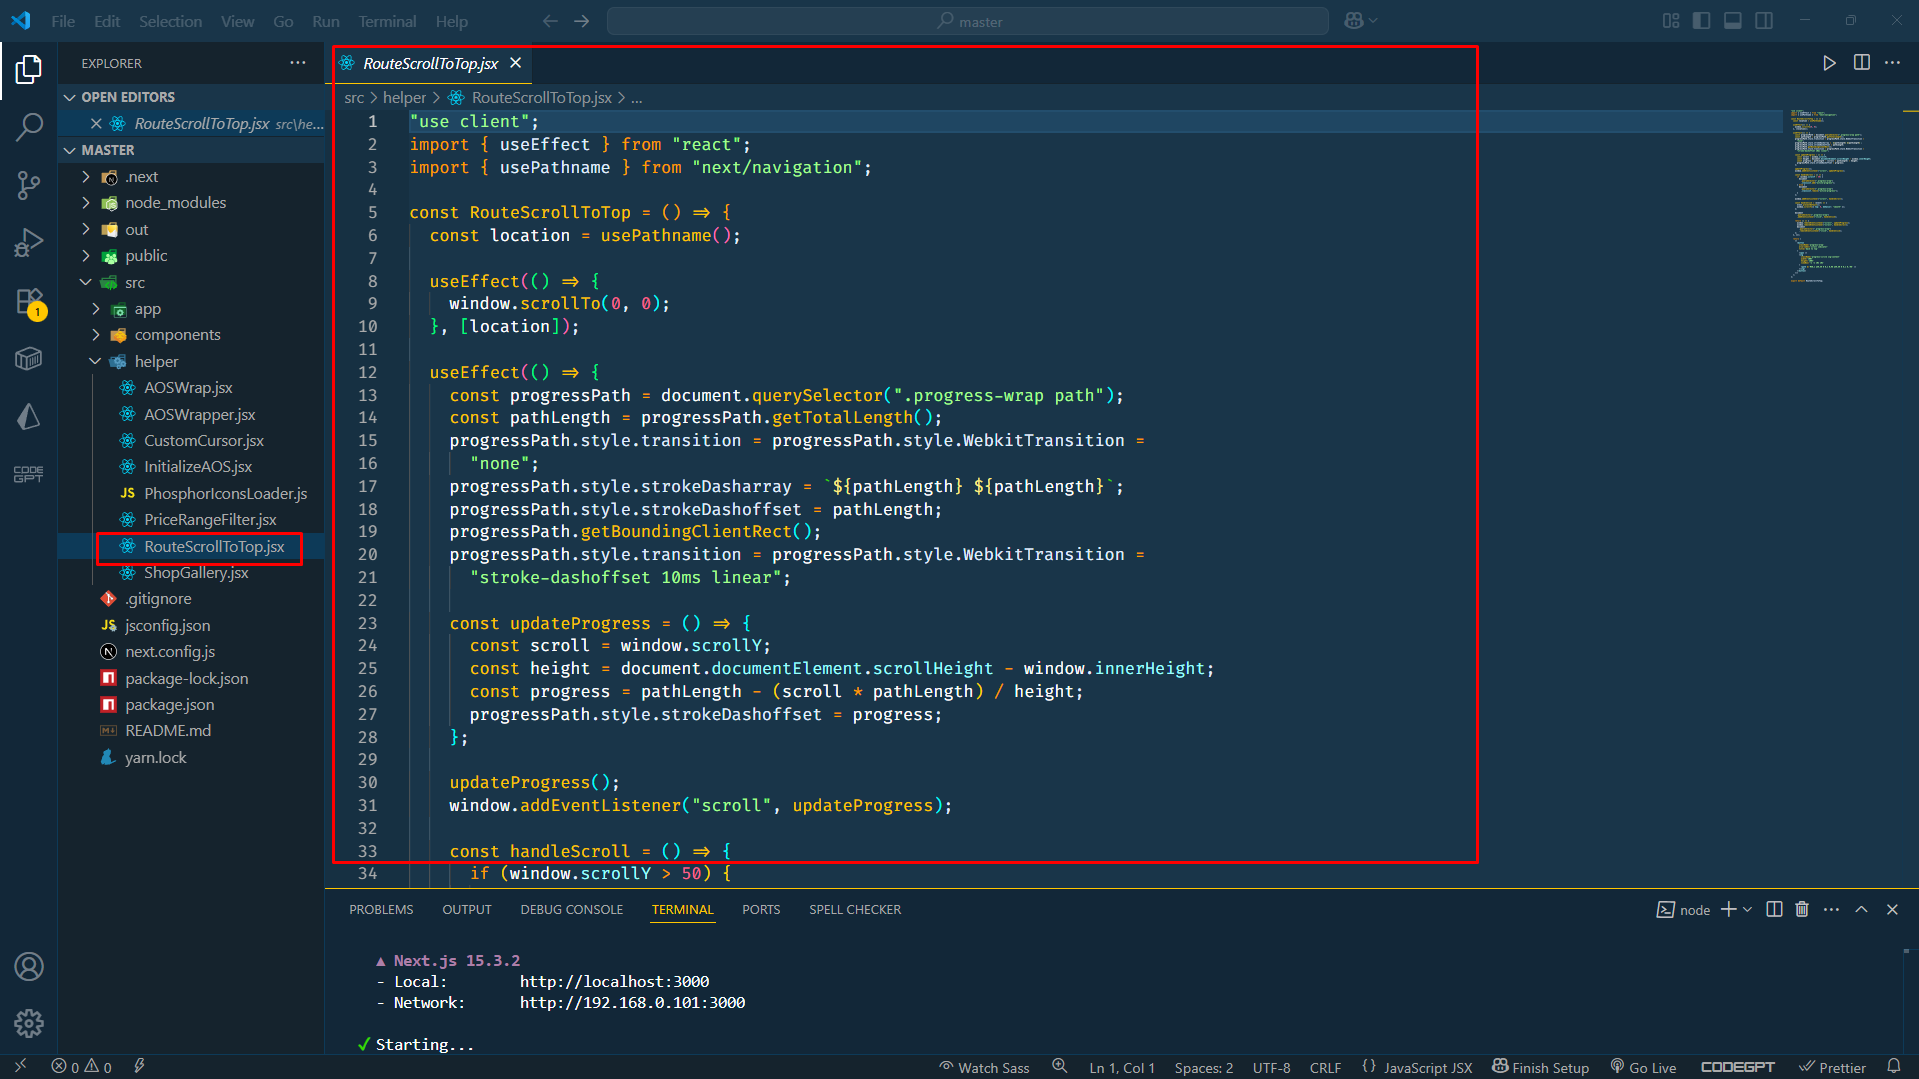 File Edit Selection View Go Run Terminal Help
master
EXPLORER
OPEN EDITORS
RouteScrollToTop.jsx src\he...
MASTER
.next
node_modules
out
public
src
app
components
helper
AOSWrap.jsx
AOSWrapper.jsx
CustomCursor.jsx
InitializeAOS.jsx
JS PhosphorIconsLoader.js
PriceRangeFilter.jsx
RouteScrollToTop.jsx
ShopGallery.jsx
.gitignore
JS jsconfig.json
N next.config.js
package-lock.json
package.json
README.md
yarn.lock
1
CODE
GPT
RouteScrollToTop.jsx
src > helper > RouteScrollToTop.jsx > ...
1 "use client";
2 import { useEffect } from "react";
3 import { usePathname } from "next/navigation";
4
5 const RouteScrollToTop = () => {
6 const location = usePathname();
7
8 useEffect(() => {
9 window.scrollTo(0, 0);
10 }, [location]);
11
12 useEffect(() => {
13 const progressPath = document.querySelector(".progress-wrap path");
14 const pathLength = progressPath.getTotalLength();
15 progressPath.style.transition = progressPath.style.WebkitTransition =
16 "none";
17 progressPath.style.strokeDasharray = `${pathLength} ${pathLength}`;
18 progressPath.style.strokeDashoffset = pathLength;
19 progressPath.getBoundingClientRect();
20 progressPath.style.transition = progressPath.style.WebkitTransition =
21 "stroke-dashoffset 10ms linear";
22
23 const updateProgress = () => {
24 const scroll = window.scrollY;
25 const height = document.documentElement.scrollHeight - window.innerHeight;
26 const progress = pathLength - (scroll * pathLength) / height;
27 progressPath.style.strokeDashoffset = progress;
28 };
29
30 updateProgress();
31 window.addEventListener("scroll", updateProgress);
32
33 const handleScroll = () => {
34 if (window.scrollY > 50) {
PROBLEMS OUTPUT DEBUG CONSOLE TERMINAL PORTS SPELL CHECKER
node
▲ Next.js 15.3.2
- Local: http://localhost:3000
- Network: http://192.168.0.101:3000
✓ Starting...
0 0
Watch Sass
Ln 1, Col 1 Spaces: 2 UTF-8 CRLF {} JavaScript JSX Finish Setup Go Live CODEGPT Prettier